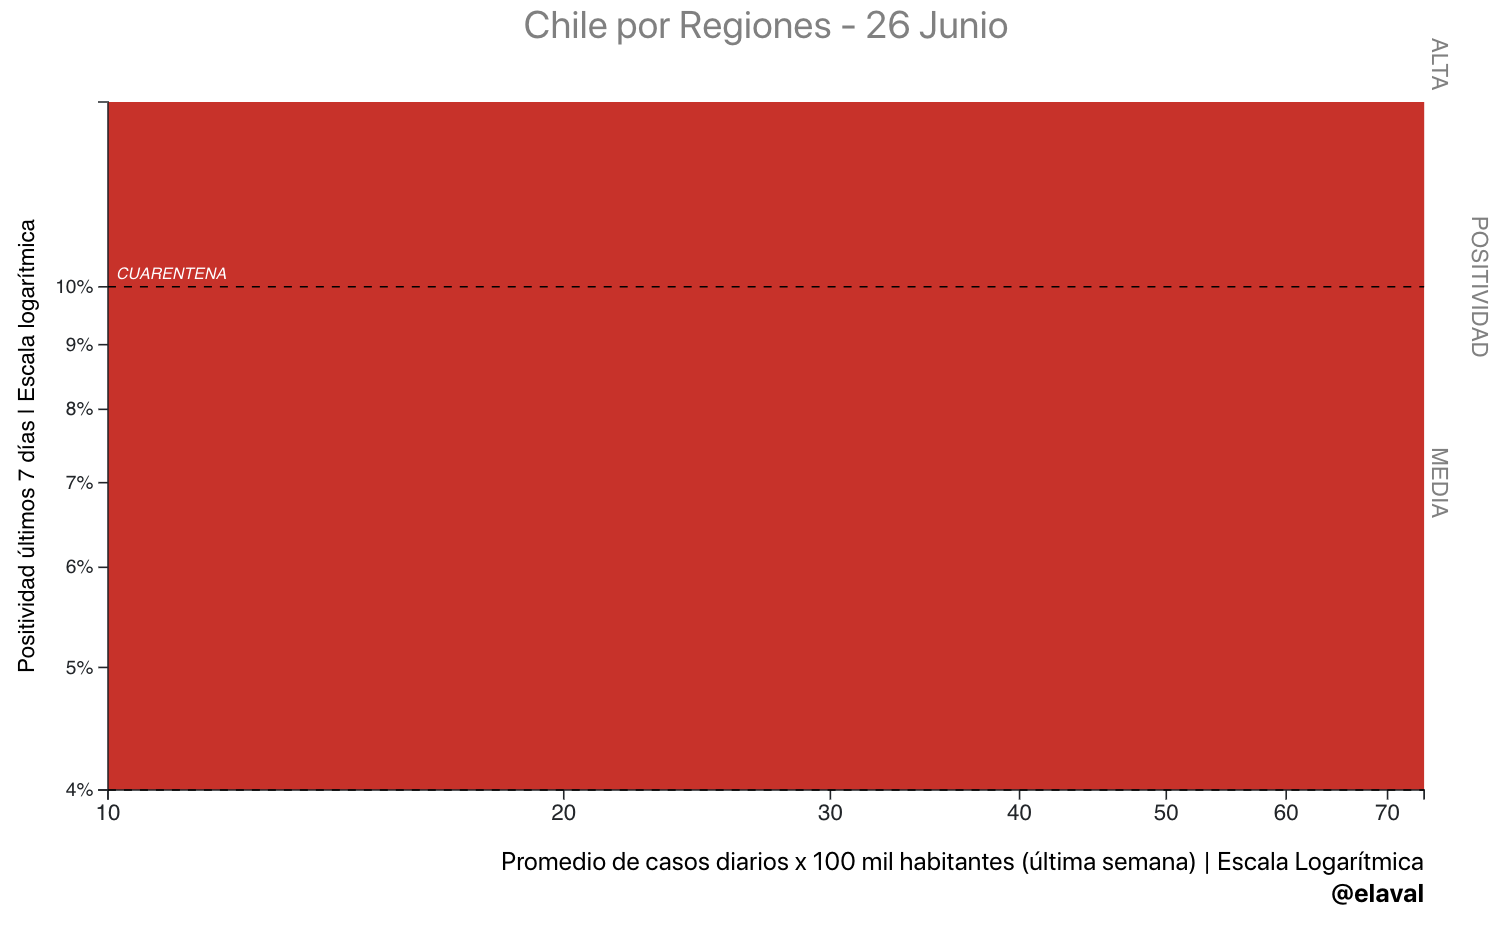 Chile por Regiones - 26 Junio
ALTA
POSITIVIDAD
MEDIA
Positividad últimos 7 días | Escala logarítmica
CUARENTENA
10%
9%
8%
7%
6%
5%
4%
10 20 30 40 50 60 70
Promedio de casos diarios x 100 mil habitantes (última semana) | Escala Logarítmica
@elaval